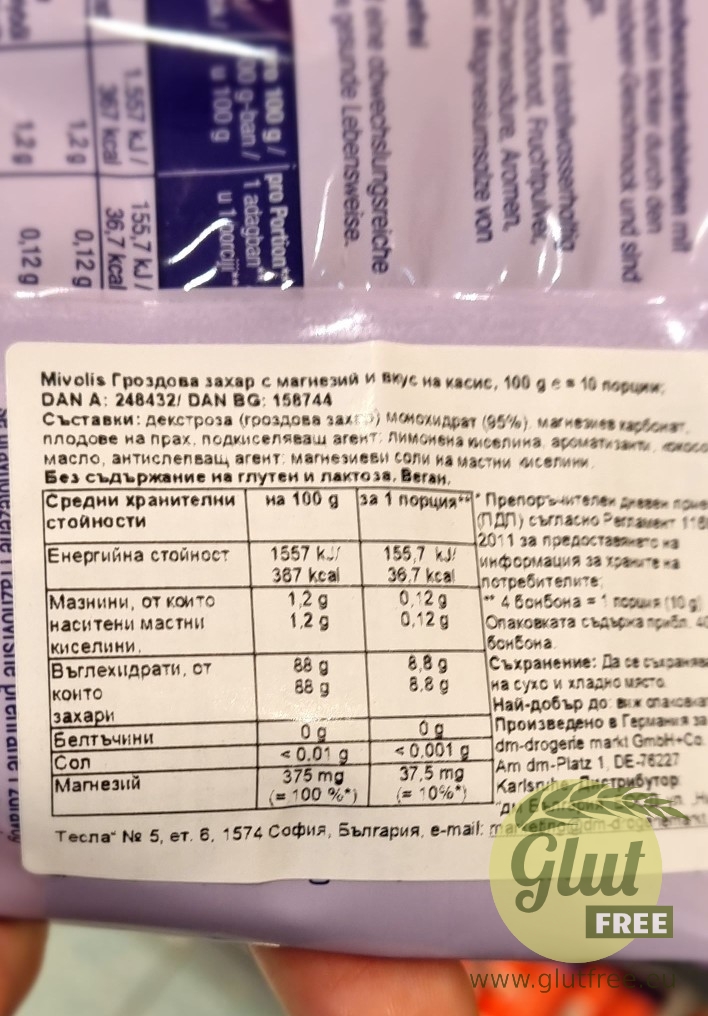 Mivolis Гроздова захар с магнезий и вкус на касис, 100 g e = 10 порции;
DAN A: 248432/ DAN BG: 158744
Съставки: декстроза (гроздова захар) монохидрат (95%), магнезиев карбонат,
плодове на прах, подкиселяващ агент: лимонена киселина, ароматизанти,
масло, антислепващ агент: магнезиеви соли на мастни киселини.
Без съдържание на глутен и лактоза, Веган,
Средни хранителни стойности на 100 g за 1 порция**
Енергийна стойност 1557 kJ/ 155,7 kJ/
367 kcal 36,7 kcal
Мазнини, от които 1,2 g 0,12 g
наситени мастни 1,2 g 0,12 g
киселини,
Въглехидрати, от 88 g 8,8 g
които 88 g 8,8 g
захари
Белтъчини 0 g 0 g
Сол < 0,01 g < 0,001 g
Магнезий 375 mg 37,5 mg
(= 100 %*) (= 10%*)
* Препоръчителен дневен
(ПДП) съгласно Регламент
2011 за предоставянето на
информация за храните на
потребителите;
** 4 бонбона = 1 порция (10 g)
Опаковката съдържа прибл. 40
бонбона.
Съхранение: Да се съхранява
на сухо и хладно място.
Най-добър до: виж
Произведено в Германия за
dm-drogerie markt GmbH+Co.
Am dm-Platz 1, DE-76227
Karlsruhe Дистрибутор
Тесла" № 5, ет. 6, 1574 София, България, e-mail:
pro 100 g / pro Portion**
100 g-ban / 1 adagban
u 100 g u 1 porciji**
1.557 kJ / 155,7 kJ /
367 kcal 36,7 kcal
1,2 g 0,12 g
1,2 g 0,12 g
eine abwechslungsreiche
gesunde Lebensweise.
Fruchtpulver,
Aromen,
Magnesiumsalze von
Glut
FREE